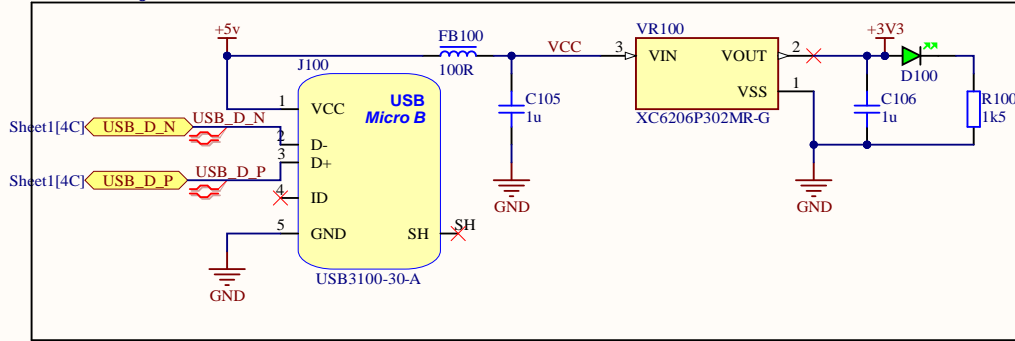 +5v
FB100
100R
VCC
VR100
3
VIN
VOUT
2
VSS
1
XC6206P302MR-G
+3V3
D100
C105
1u
C106
1u
R100
1k5
J100
USB
Micro B
1
VCC
Sheet1[4C]
USB_D_N
USB_D_N
2
D-
3
D+
Sheet1[4C]
USB_D_P
USB_D_P
4
ID
5
GND
SH
SH
USB3100-30-A
GND
GND
GND